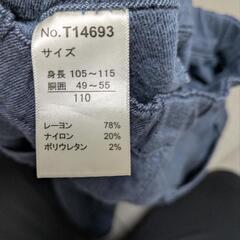 No.T14693
サイズ
身長 105～115
胴囲 49～55
110
レーヨン 78%
ナイロン 20%
ポリウレタン 2%